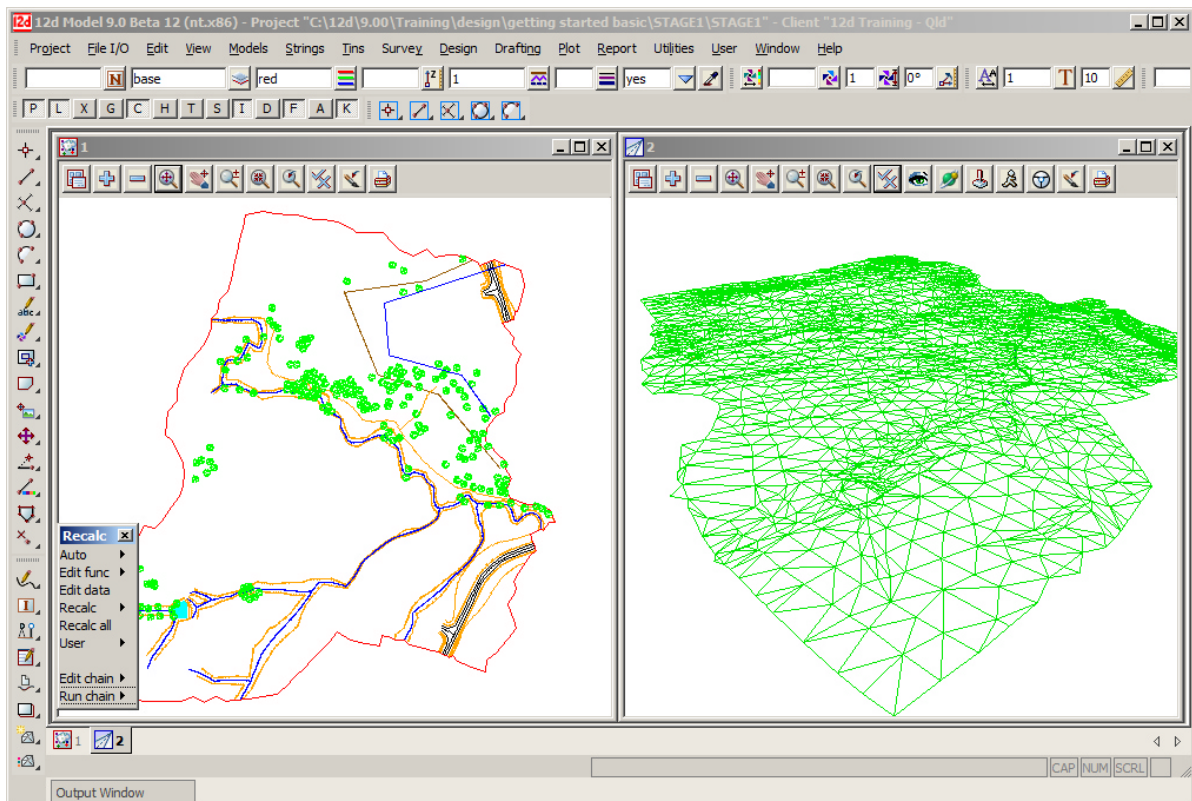 12d Model 9.0 Beta 12 (nt.x86) - Project "C:\12d\9.00\Training\design\getting started basic\STAGE1\STAGE1" - Client "12d Training - Qld"
Project File I/O Edit View Models Strings Tins Survey Design Drafting Plot Report Utilities User Window Help
N base red 1 yes 1 0° 1 T 10
P L X G C H T S I D F A K
1
2
abc
Recalc
Auto
Edit func
Edit data
Recalc
Recalc all
User
Edit chain
Run chain
1 2
CAP NUM SCRL
Output Window